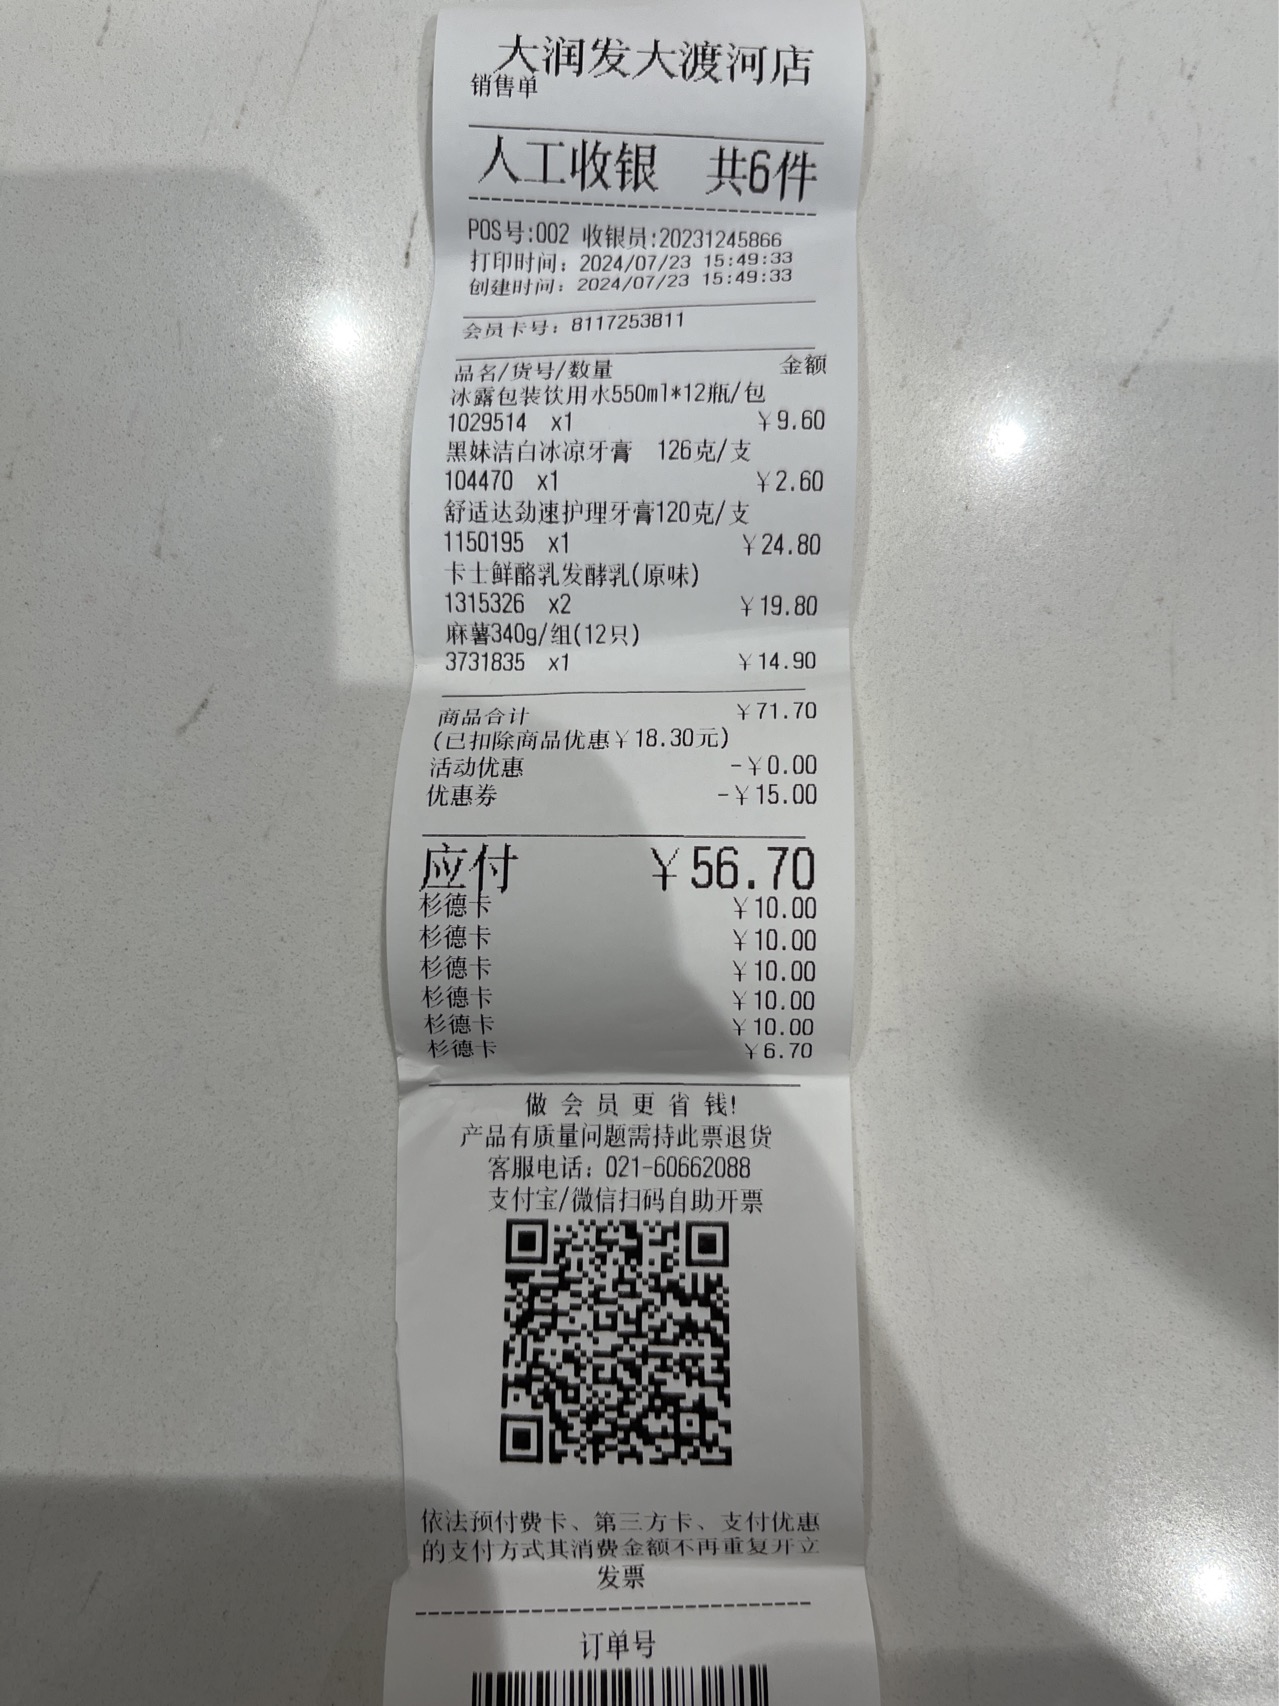 大润发大渡河店
销售单
人工收银 共6件
POS号:002 收银员:20231245866
打印时间: 2024/07/23 15:49:33
创建时间: 2024/07/23 15:49:33
会员卡号: 8117253811
品名/货号/数量 金额
冰露包装饮用水550ml*12瓶/包
1029514 x1 ￥9.60
黑妹洁白冰凉牙膏 126克/支
104470 x1 ￥2.60
舒适达劲速护理牙膏120克/支
1150195 x1 ￥24.80
卡士鲜酪乳发酵乳(原味)
1315326 x2 ￥19.80
麻薯340g/组(12只)
3731835 x1 ￥14.90
商品合计 ￥71.70
(已扣除商品优惠￥18.30元)
活动优惠 -￥0.00
优惠券 -￥15.00
应付 ￥56.70
杉德卡 ￥10.00
杉德卡 ￥10.00
杉德卡 ￥10.00
杉德卡 ￥10.00
杉德卡 ￥10.00
杉德卡 ￥6.70
做会员更省钱!
产品有质量问题需持此票退货
客服电话: 021-60662088
支付宝/微信扫码自助开票
依法预付费卡、第三方卡、支付优惠
的支付方式其消费金额不再重复开立
发票
订单号